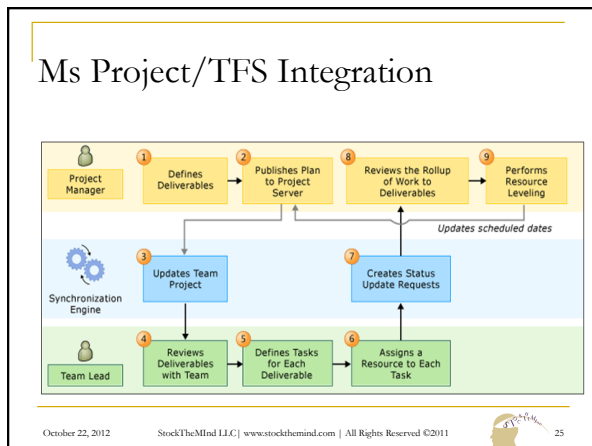 Ms Project/TFS Integration
Project
Manager
1
Defines
Deliverables
2
Publishes Plan
to Project
Server
8
Reviews the Rollup
of Work to
Deliverables
9
Performs
Resource
Leveling
Updates scheduled dates
Synchronization
Engine
3
Updates Team
Project
7
Creates Status
Update Requests
Team Lead
4
Reviews
Deliverables
with Team
5
Defines Tasks
for Each
Deliverable
6
Assigns a
Resource to Each
Task
October 22, 2012
StockTheMInd LLC| www.stockthemind.com | All Rights Reserved ©2011
25